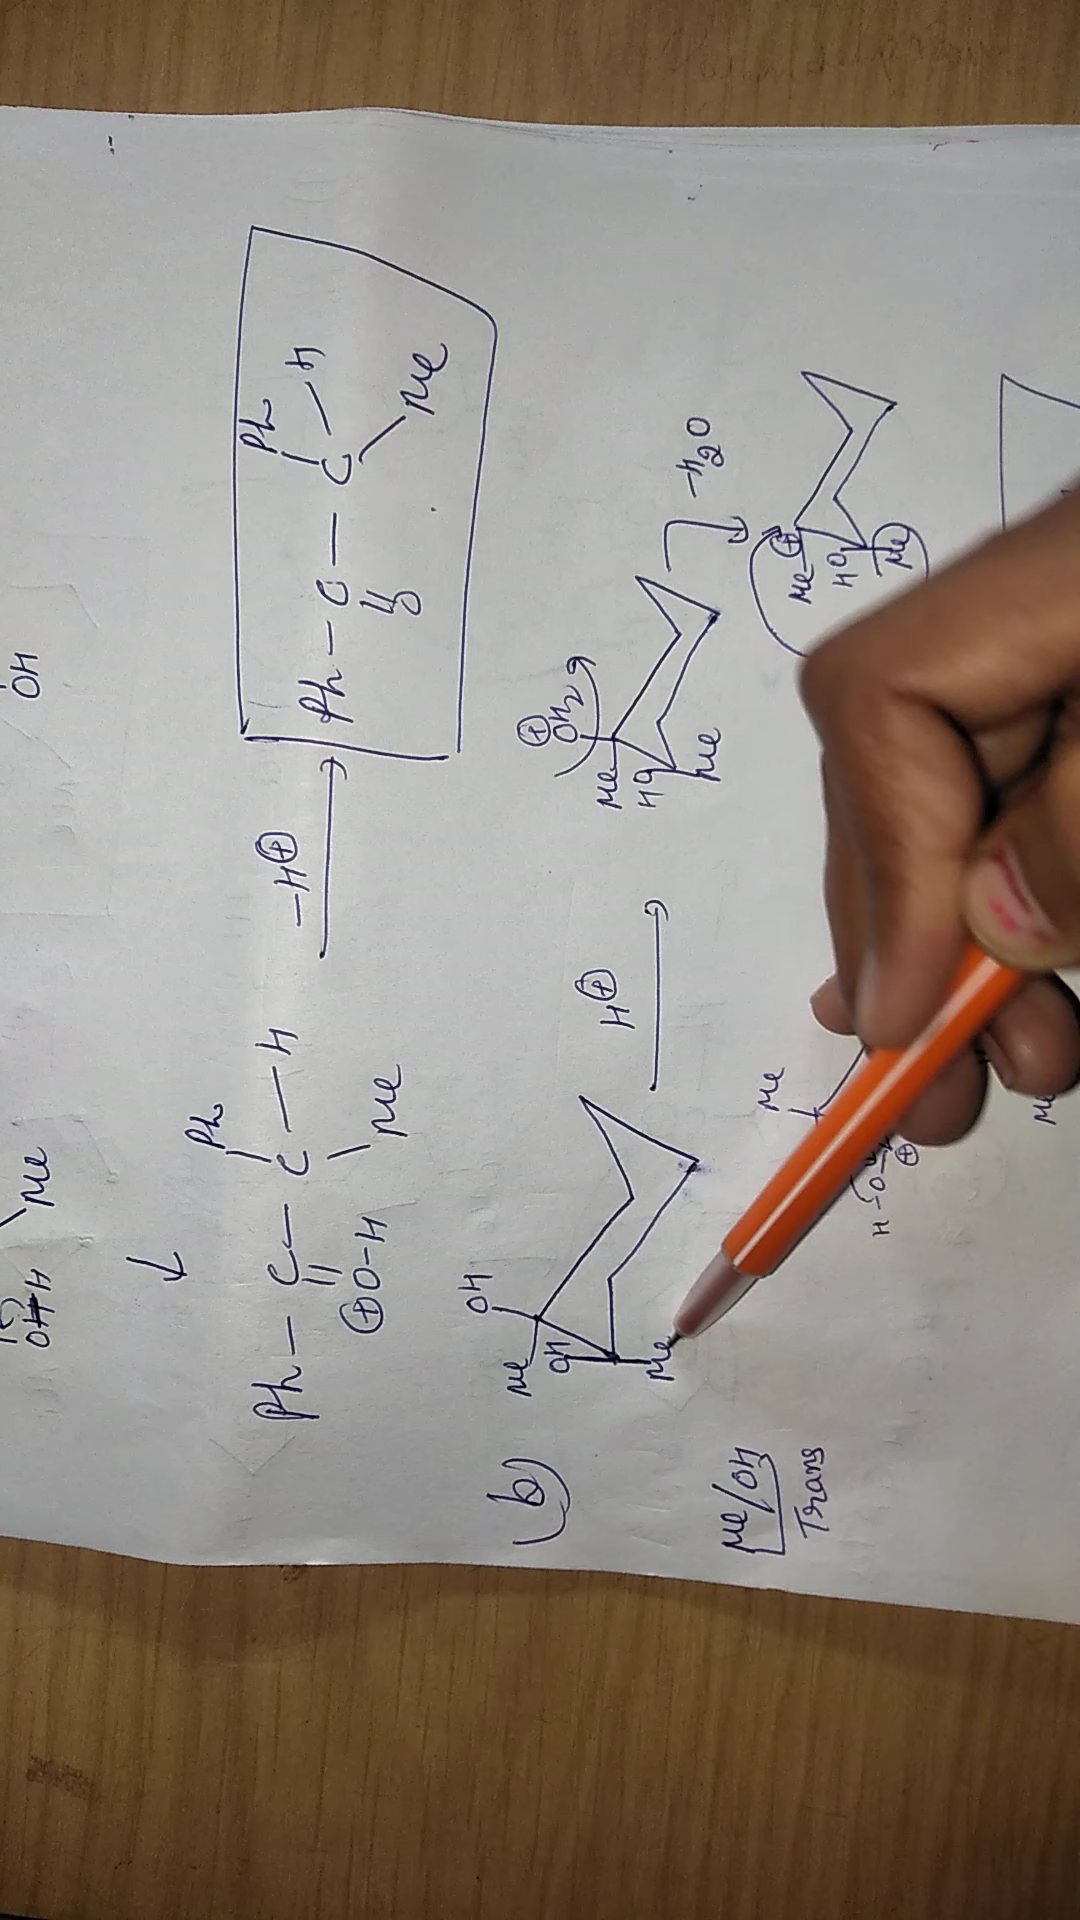 OH
Me
OH H
Ph
Ph - C - C - H
⊕O-H
Me
-H⊕
Ph
Ph - C - C - H
O
Me
(b)
OH
Me
OH
Me
H⊕
⊕
OH2
Me
HO
Me
-H2O
Me ⊕
HO
Me
Me/OH
Trans
Me
H-O
⊕
Me